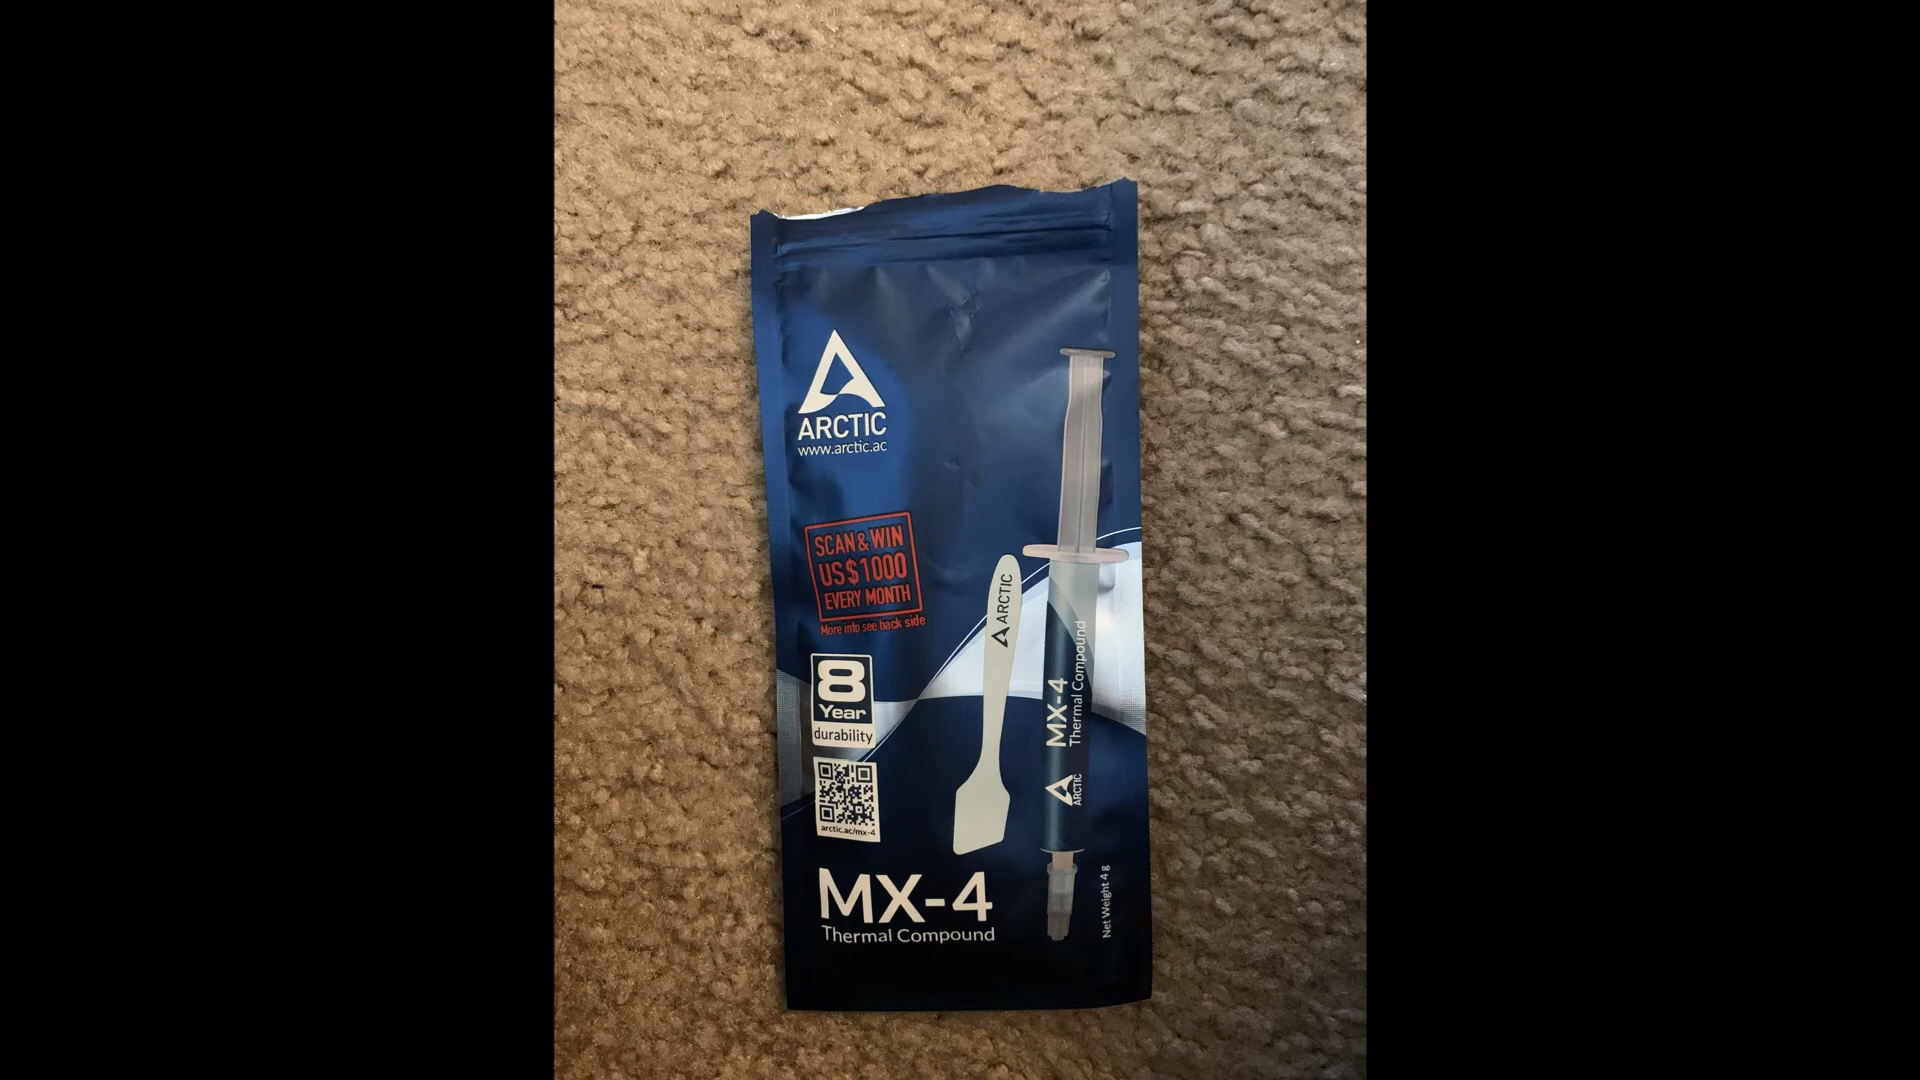 ARCTIC
www.arctic.ac
SCAN & WIN
US$1000
EVERY MONTH
More info see back side
8
Year
durability
arctic.ac/mx-4
MX-4
Thermal Compound
ARCTIC
MX-4
Thermal Compound
ARCTIC
Net Weight 4 g